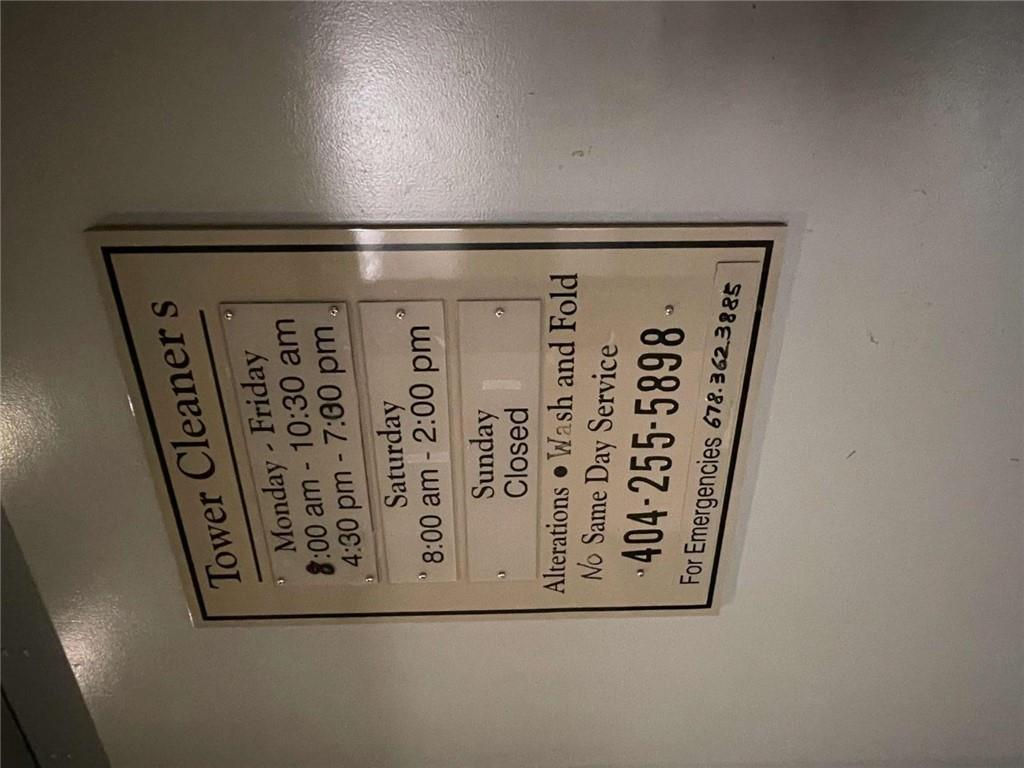 Tower Cleaners
Monday - Friday
8:00 am - 10:30 am
4:30 pm - 7:00 pm
Saturday
8:00 am - 2:00 pm
Sunday
Closed
Alterations • Wash and Fold
No Same Day Service
404-255-5898
For Emergencies 678.362.3885